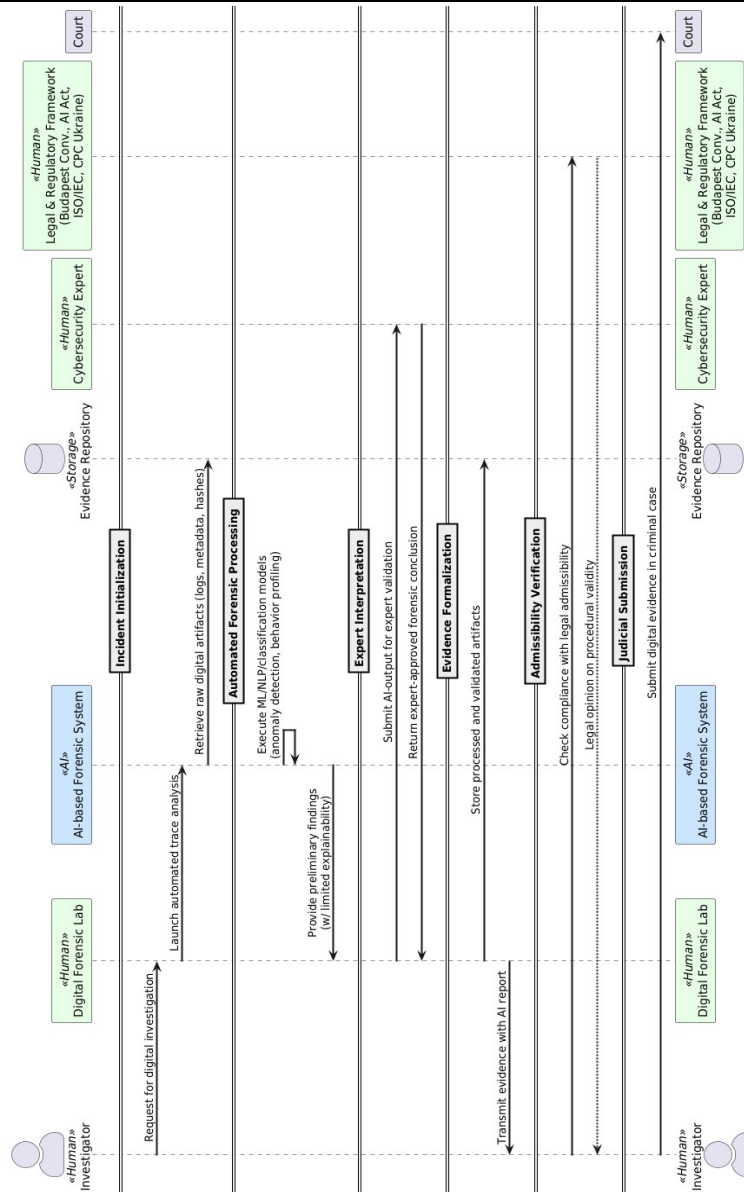 «Human»
Investigator
«Human»
Digital Forensic Lab
«AI»
AI-based Forensic System
«Storage»
Evidence Repository
«Human»
Cybersecurity Expert
«Human»
Legal & Regulatory Framework
(Budapest Conv., AI Act,
ISO/IEC, CPC Ukraine)
Court
Incident Initialization
Request for digital investigation
Launch automated trace analysis
Retrieve raw digital artifacts (logs, metadata, hashes)
Automated Forensic Processing
Execute ML/NLP/classification models
(anomaly detection, behavior profiling)
Provide preliminary findings
(w/ limited explainability)
Expert Interpretation
Submit AI-output for expert validation
Return expert-approved forensic conclusion
Evidence Formalization
Store processed and validated artifacts
Transmit evidence with AI report
Admissibility Verification
Check compliance with legal admissibility
Legal opinion on procedural validity
Judicial Submission
Submit digital evidence in criminal case
«Human»
Investigator
«Human»
Digital Forensic Lab
«AI»
AI-based Forensic System
«Storage»
Evidence Repository
«Human»
Cybersecurity Expert
«Human»
Legal & Regulatory Framework
(Budapest Conv., AI Act,
ISO/IEC, CPC Ukraine)
Court